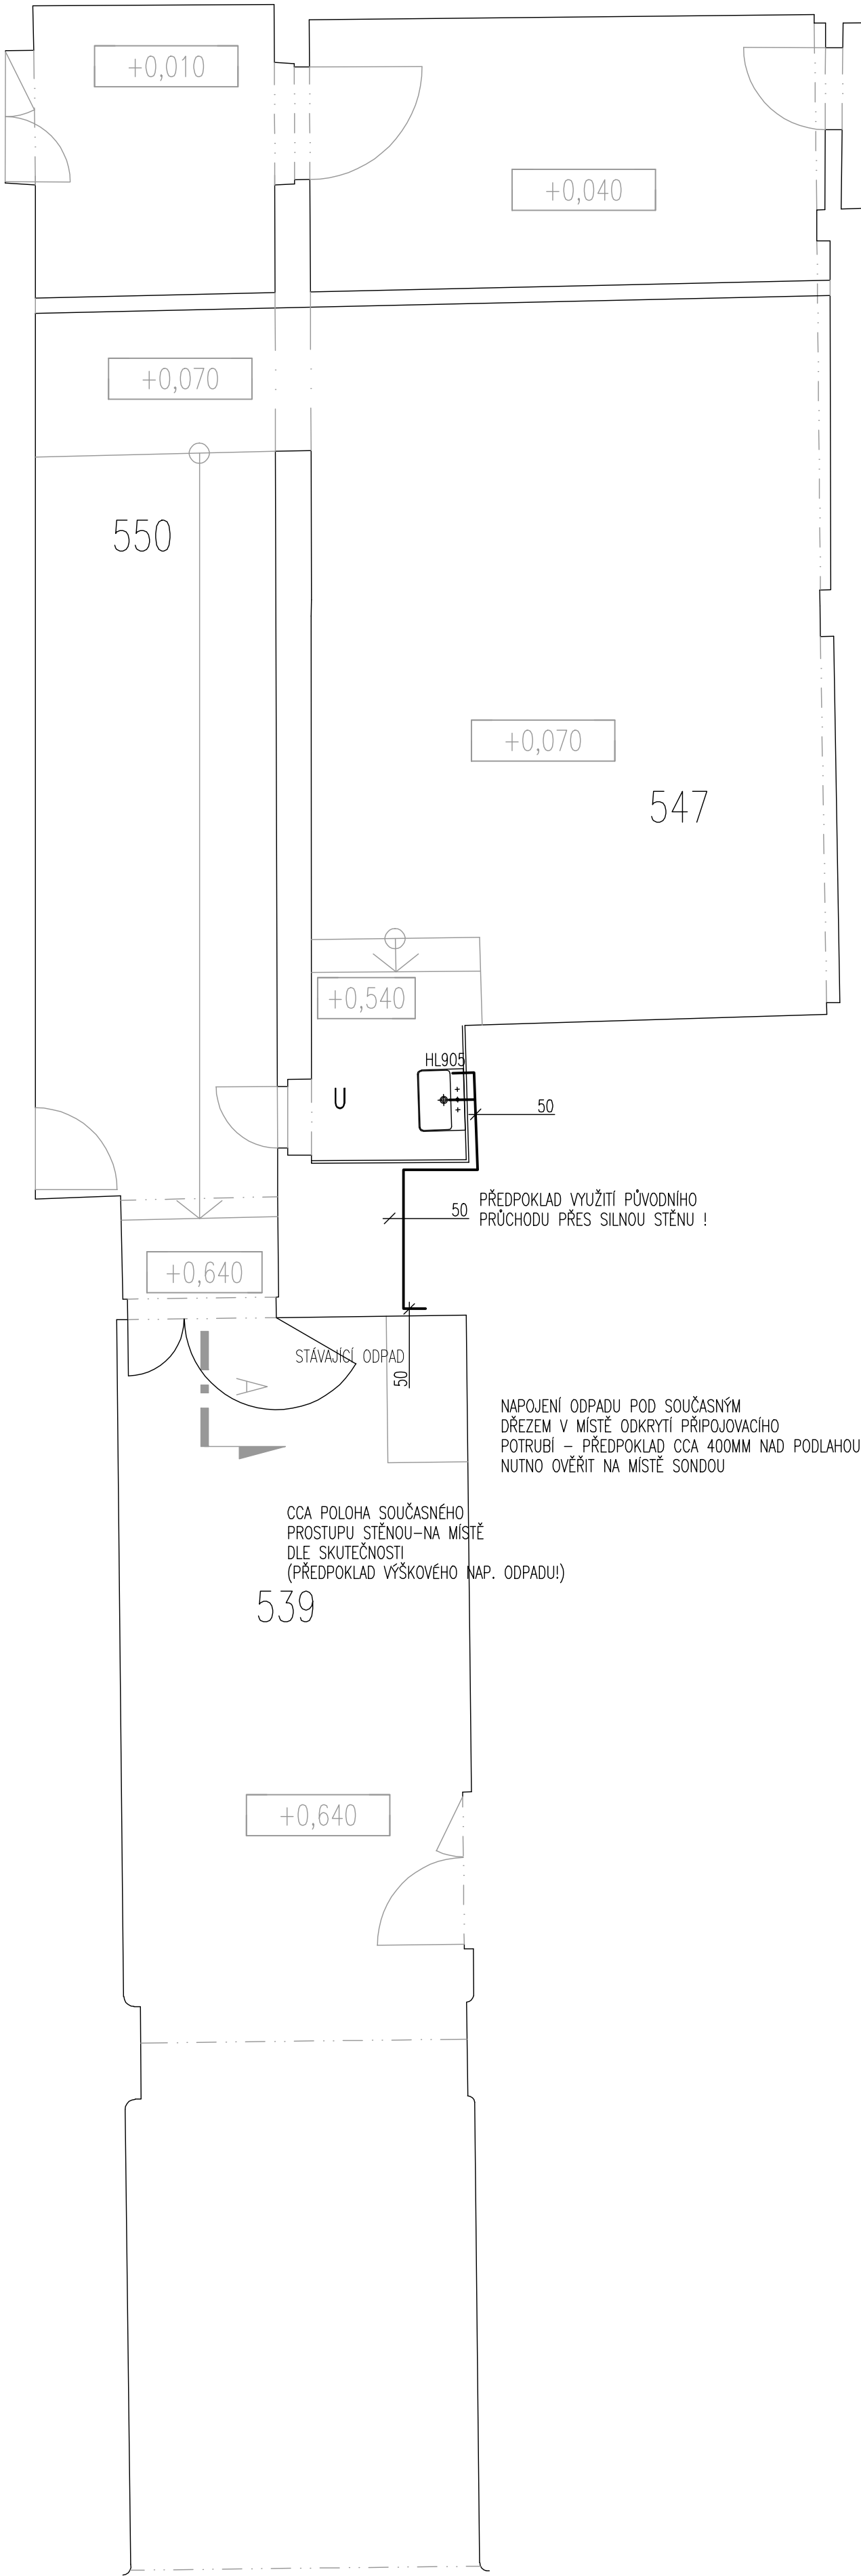 +0,010
+0,040
+0,070
550
+0,070
547
+0,540
HL905
U
50
50
PŘEDPOKLAD VYUŽITÍ PŮVODNÍHO
PRŮCHODU PŘES SILNOU STĚNU !
+0,640
STÁVAJÍCÍ ODPAD
50
A
NAPOJENÍ ODPADU POD SOUČASNÝM
DŘEZEM V MÍSTĚ ODKRYTÍ PŘIPOJOVACÍHO
POTRUBÍ – PŘEDPOKLAD CCA 400MM NAD PODLAHOU
NUTNO OVĚŘIT NA MÍSTĚ SONDOU
CCA POLOHA SOUČASNÉHO
PROSTUPU STĚNOU–NA MÍSTĚ
DLE SKUTEČNOSTI
(PŘEDPOKLAD VÝŠKOVÉHO NAP. ODPADU!)
539
+0,640